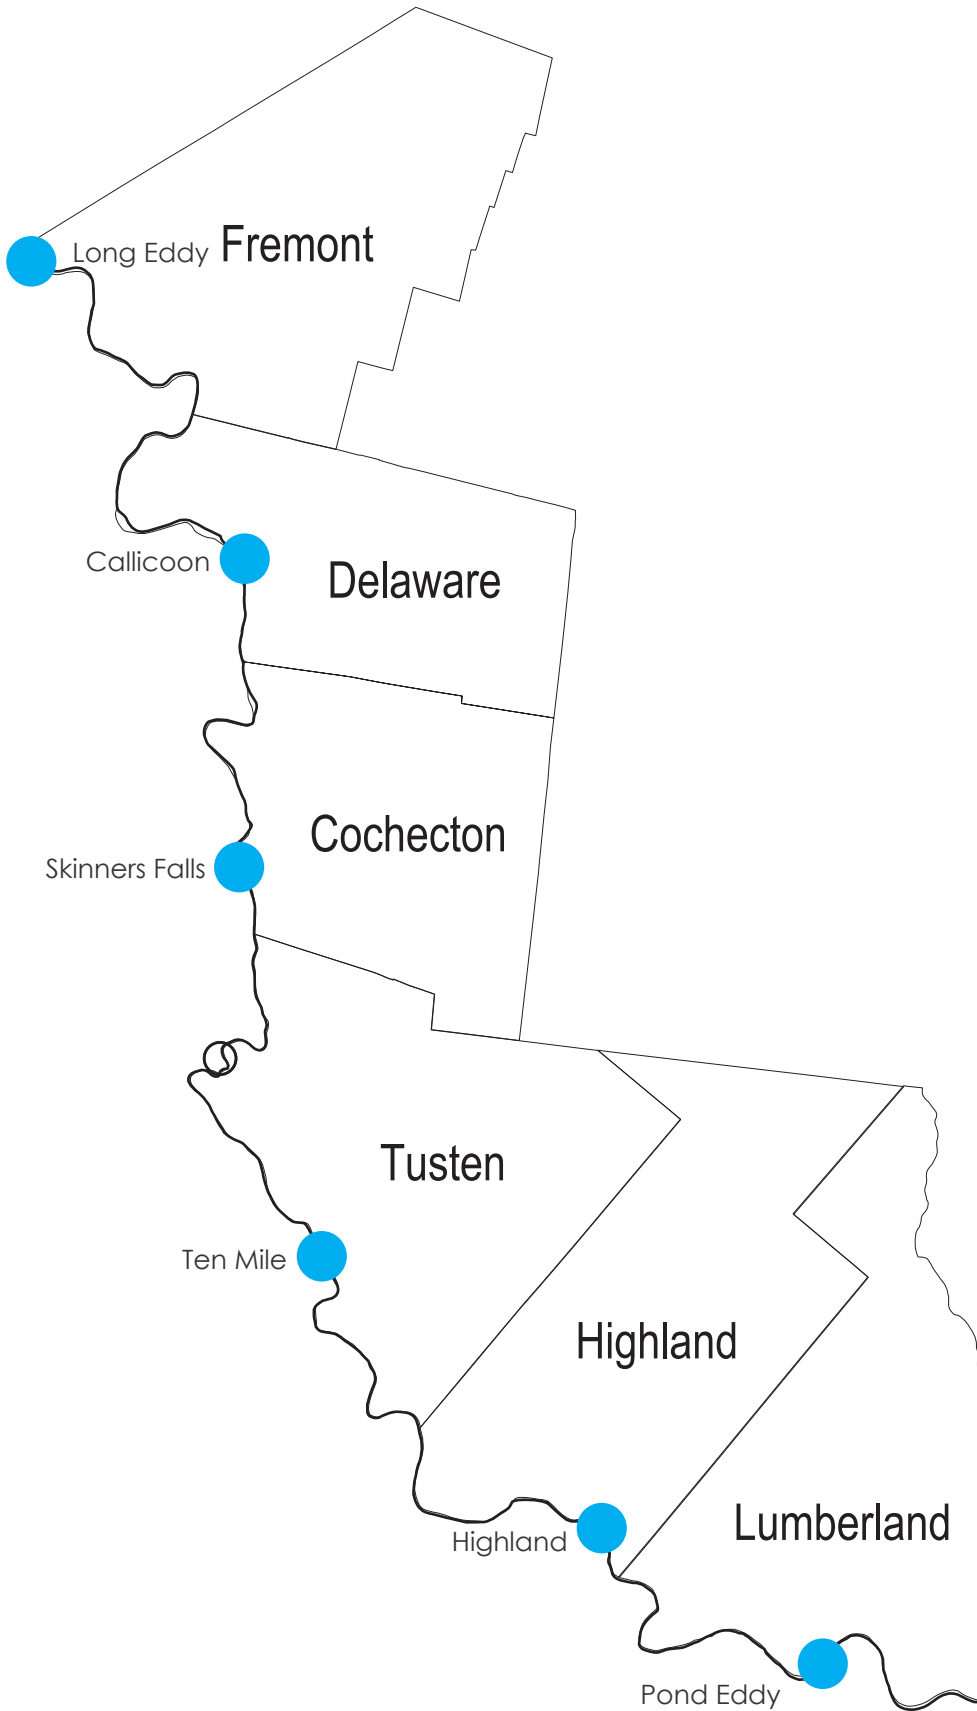 Long Eddy
Fremont
Callicoon
Delaware
Cochecton
Skinners Falls
Tusten
Ten Mile
Highland
Lumberland
Highland
Pond Eddy